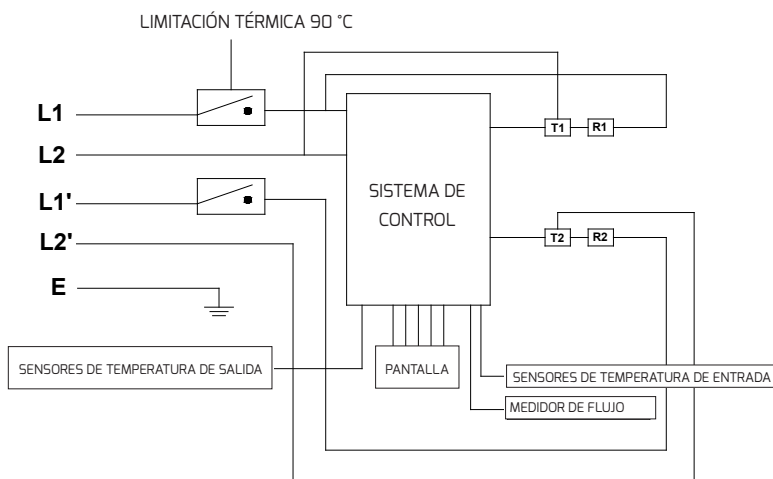 LIMITACIÓN TÉRMICA 90 °C
L1
L2
L1'
L2'
E
SISTEMA DE
CONTROL
T1
R1
T2
R2
SENSORES DE TEMPERATURA DE SALIDA
PANTALLA
SENSORES DE TEMPERATURA DE ENTRADA
MEDIDOR DE FLUJO